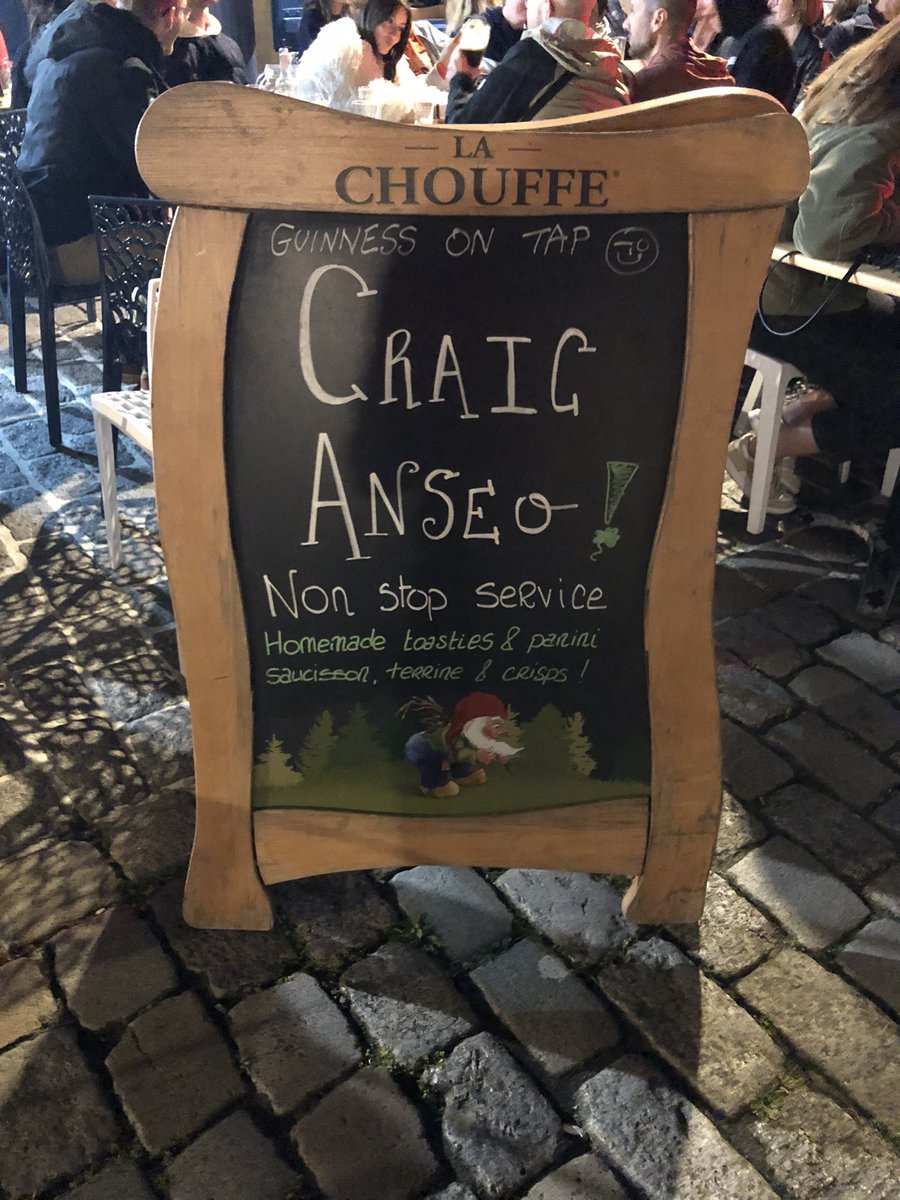 LA
CHOUFFE®
GUINNESS ON TAP
CRAIC
ANSEO!
Non stop service
Homemade toasties & panini
saucisson, terrine & crisps!